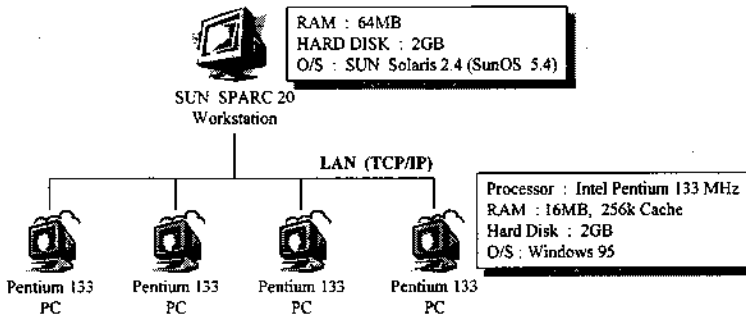 RAM : 64MB
HARD DISK : 2GB
O/S : SUN Solaris 2.4 (SunOS 5.4)
SUN SPARC 20
Workstation
LAN (TCP/IP)
Processor : Intel Pentium 133 MHz
RAM : 16MB, 256k Cache
Hard Disk : 2GB
O/S : Windows 95
Pentium 133
PC
Pentium 133
PC
Pentium 133
PC
Pentium 133
PC